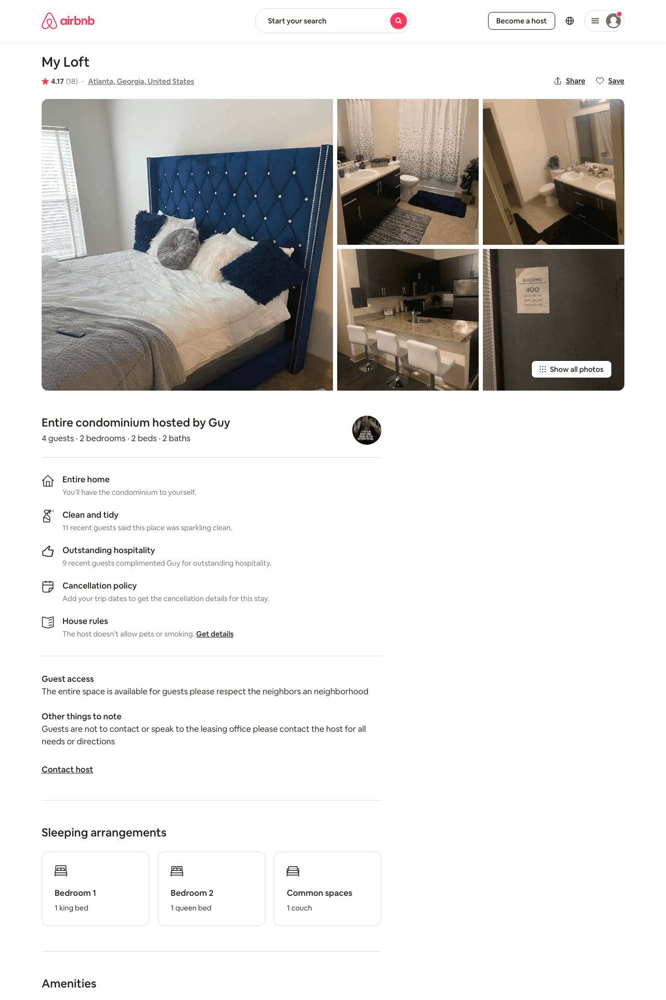 airbnb
Start your search
Become a host
My Loft
4.17 (18) · Atlanta, Georgia, United States
Share
Save
BUILDING
400
Show all photos
Entire condominium hosted by Guy
4 guests · 2 bedrooms · 2 beds · 2 baths
Entire home
You’ll have the condominium to yourself.
Clean and tidy
11 recent guests said this place was sparkling clean.
Outstanding hospitality
9 recent guests complimented Guy for outstanding hospitality.
Cancellation policy
Add your trip dates to get the cancellation details for this stay.
House rules
The host doesn’t allow pets or smoking. Get details
Guest access
The entire space is available for guests please respect the neighbors an neighborhood
Other things to note
Guests are not to contact or speak to the leasing office please contact the host for all
needs or directions
Contact host
Sleeping arrangements
Bedroom 1
1 king bed
Bedroom 2
1 queen bed
Common spaces
1 couch
Amenities